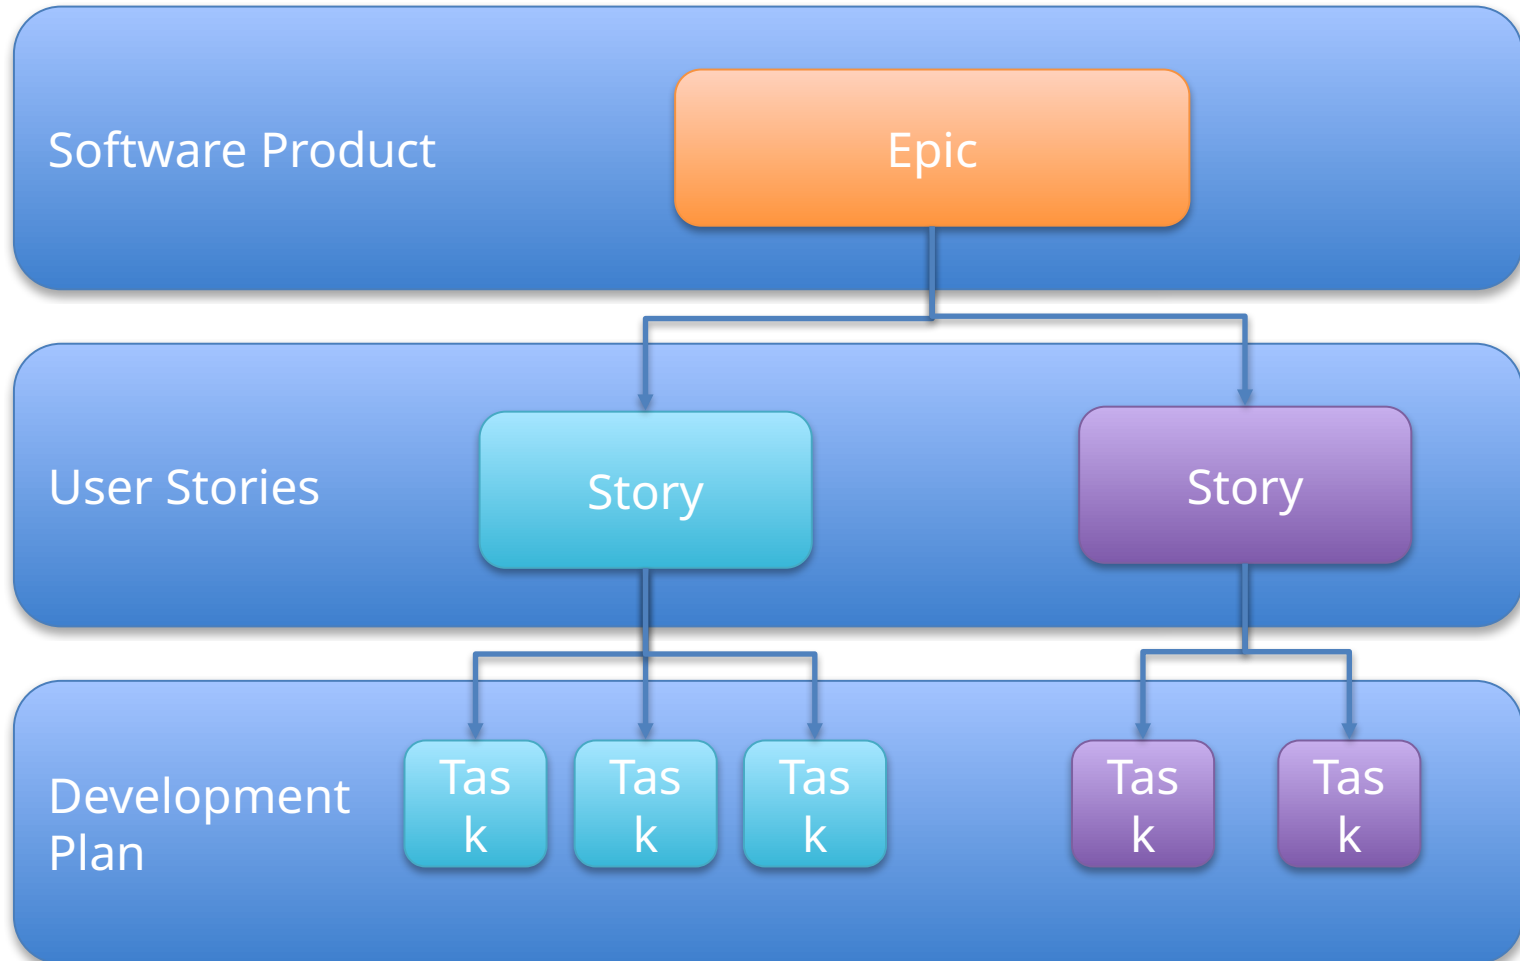 Software Product
Epic
User Stories
Story
Story
Development
Plan
Tas
k
Tas
k
Tas
k
Tas
k
Tas
k